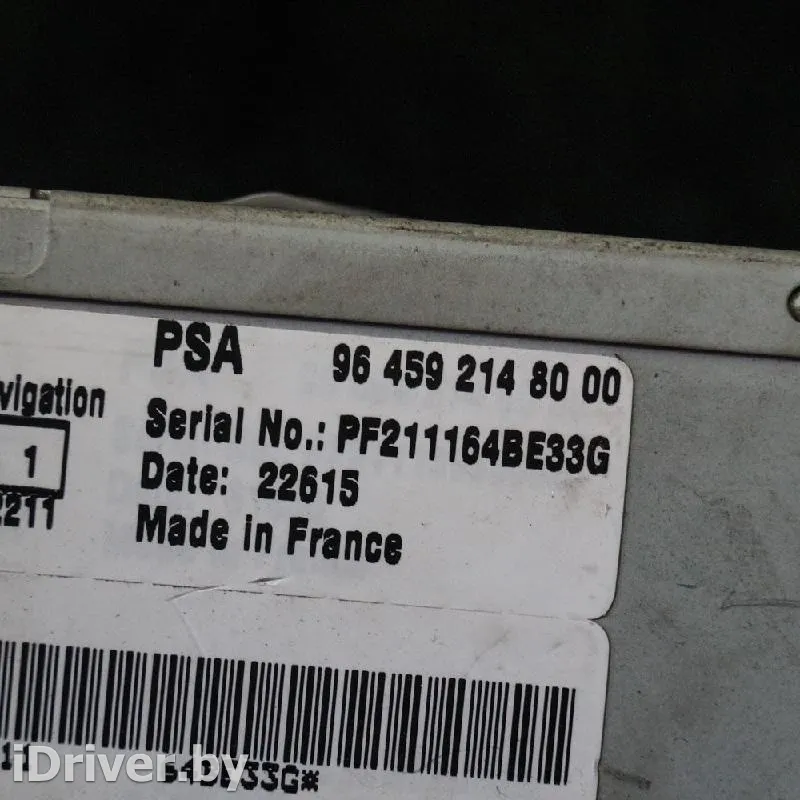 PSA 96 459 214 80 00
vigation
Serial No.: PF211164BE33G
1
Date: 22615
2211
Made in France
64BE33G*
iDriver.by